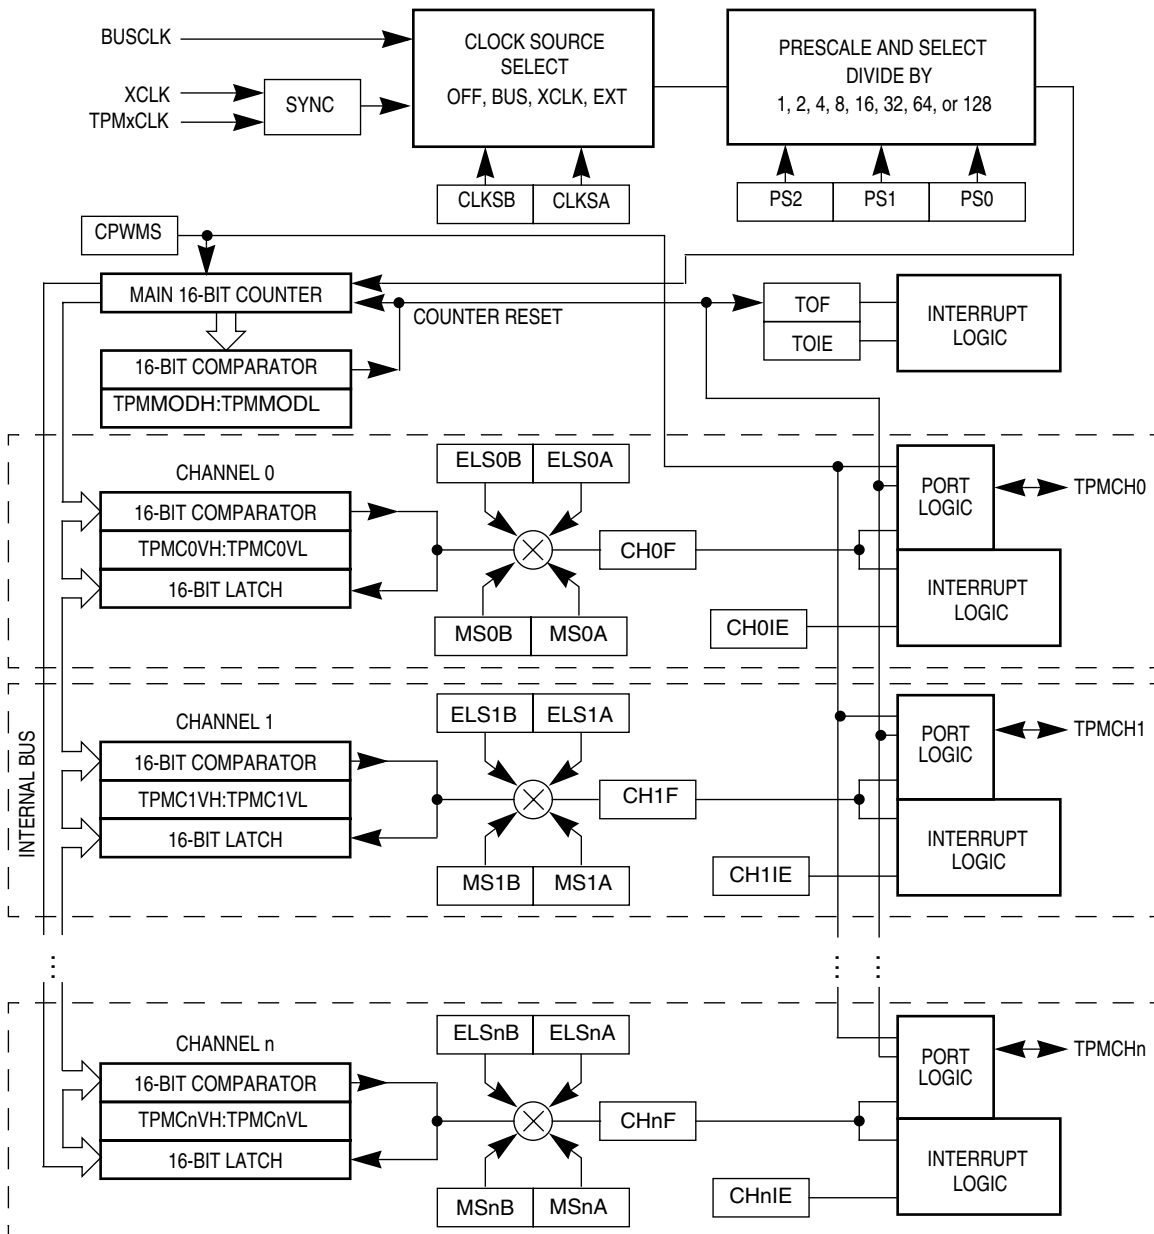 BUSCLK
XCLK
TPMxCLK
SYNC
CLOCK SOURCE
SELECT
OFF, BUS, XCLK, EXT
PRESCALE AND SELECT
DIVIDE BY
1, 2, 4, 8, 16, 32, 64, or 128
CLKSB
CLKSA
PS2
PS1
PS0
CPWMS
MAIN 16-BIT COUNTER
COUNTER RESET
16-BIT COMPARATOR
TPMMODH:TPMMODL
TOF
TOIE
INTERRUPT
LOGIC
INTERNAL BUS
CHANNEL 0
16-BIT COMPARATOR
TPMC0VH:TPMC0VL
16-BIT LATCH
ELS0B
ELS0A
MS0B
MS0A
CH0F
CH0IE
PORT
LOGIC
INTERRUPT
LOGIC
TPMCH0
CHANNEL 1
16-BIT COMPARATOR
TPMC1VH:TPMC1VL
16-BIT LATCH
ELS1B
ELS1A
MS1B
MS1A
CH1F
CH1IE
PORT
LOGIC
INTERRUPT
LOGIC
TPMCH1
...
... ...
CHANNEL n
16-BIT COMPARATOR
TPMCnVH:TPMCnVL
16-BIT LATCH
ELSnB
ELSnA
MSnB
MSnA
CHnF
CHnIE
PORT
LOGIC
INTERRUPT
LOGIC
TPMCHn